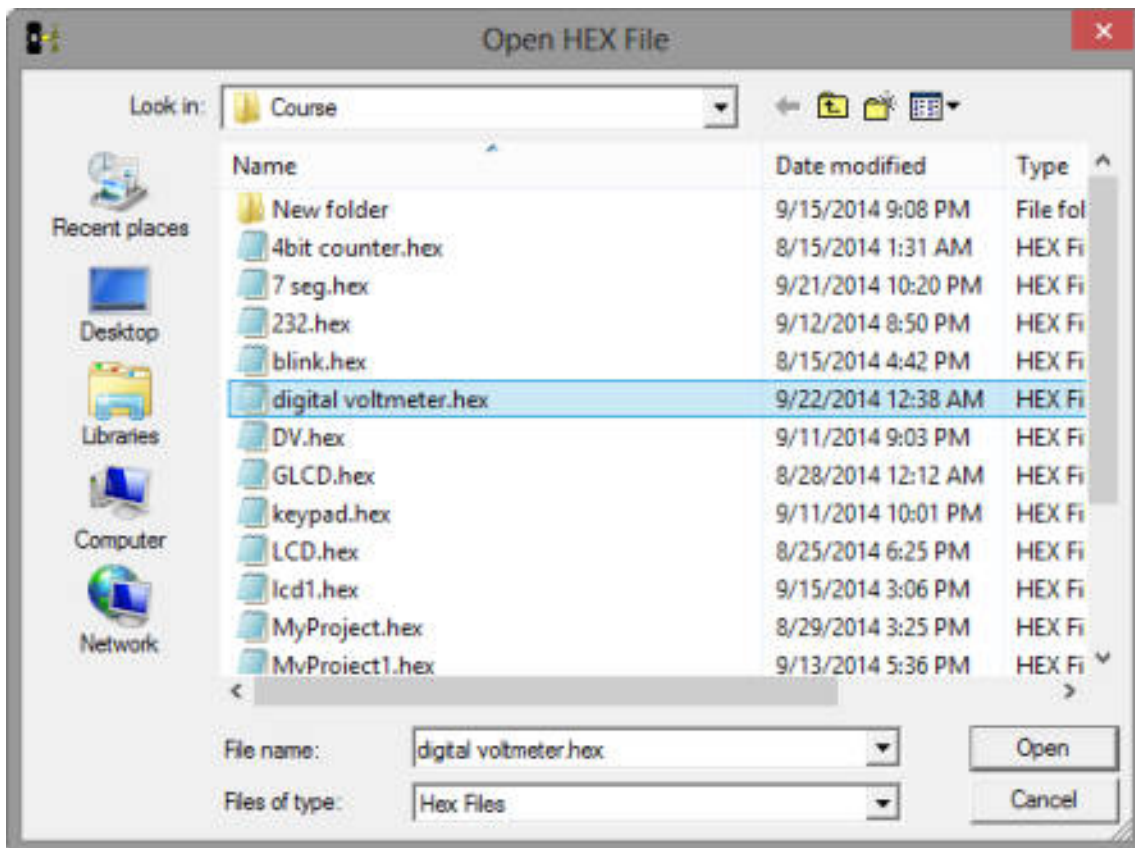 Open HEX File
Look in: Course
Name Date modified Type
New folder 9/15/2014 9:08 PM File fol
4bit counter.hex 8/15/2014 1:31 AM HEX Fi
7 seg.hex 9/21/2014 10:20 PM HEX Fi
232.hex 9/12/2014 8:50 PM HEX Fi
blink.hex 8/15/2014 4:42 PM HEX Fi
digital voltmeter.hex 9/22/2014 12:38 AM HEX Fi
DV.hex 9/11/2014 9:03 PM HEX Fi
GLCD.hex 8/28/2014 12:12 AM HEX Fi
keypad.hex 9/11/2014 10:01 PM HEX Fi
LCD.hex 8/25/2014 6:25 PM HEX Fi
lcd1.hex 9/15/2014 3:06 PM HEX Fi
MyProject.hex 8/29/2014 3:25 PM HEX Fi
MyProject1.hex 9/13/2014 5:36 PM HEX Fi
Recent places
Desktop
Libraries
Computer
Network
File name: digital voltmeter.hex Open
Files of type: Hex Files Cancel